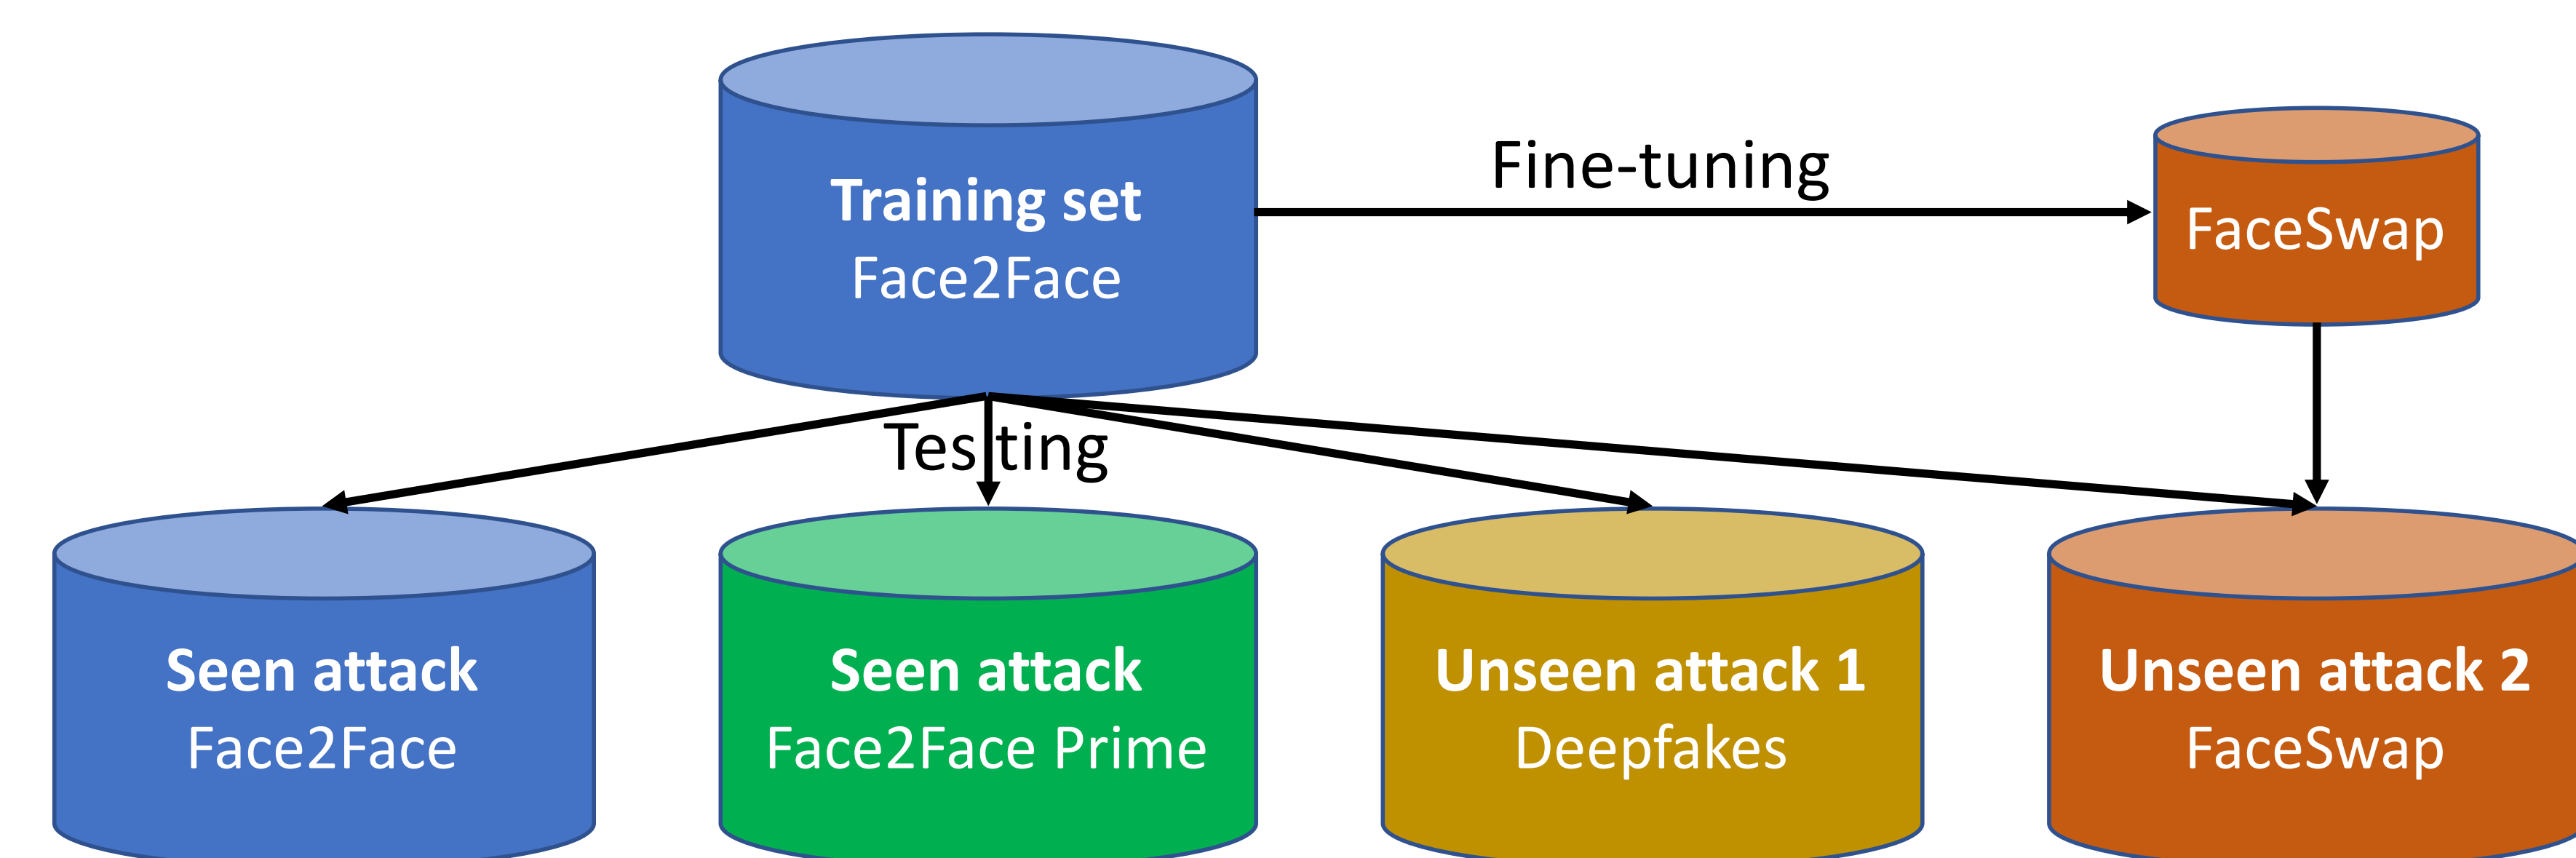 Training set
Face2Face
Fine-tuning
FaceSwap
Testing
Seen attack
Face2Face
Seen attack
Face2Face Prime
Unseen attack 1
Deepfakes
Unseen attack 2
FaceSwap